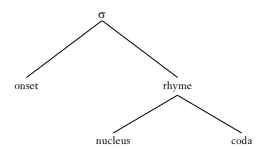 σ
onset rhyme
nucleus coda